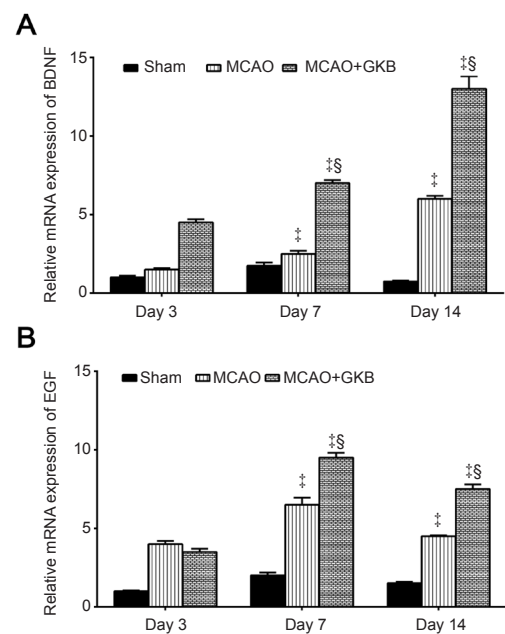 A
Relative mRNA expression of BDNF
15
10
5
0
Sham MCAO MCAO+GKB
‡ ‡§ ‡ ‡§
Day 3 Day 7 Day 14
B
Relative mRNA expression of EGF
15
10
5
0
Sham MCAO MCAO+GKB
‡ ‡§ ‡ ‡§
Day 3 Day 7 Day 14